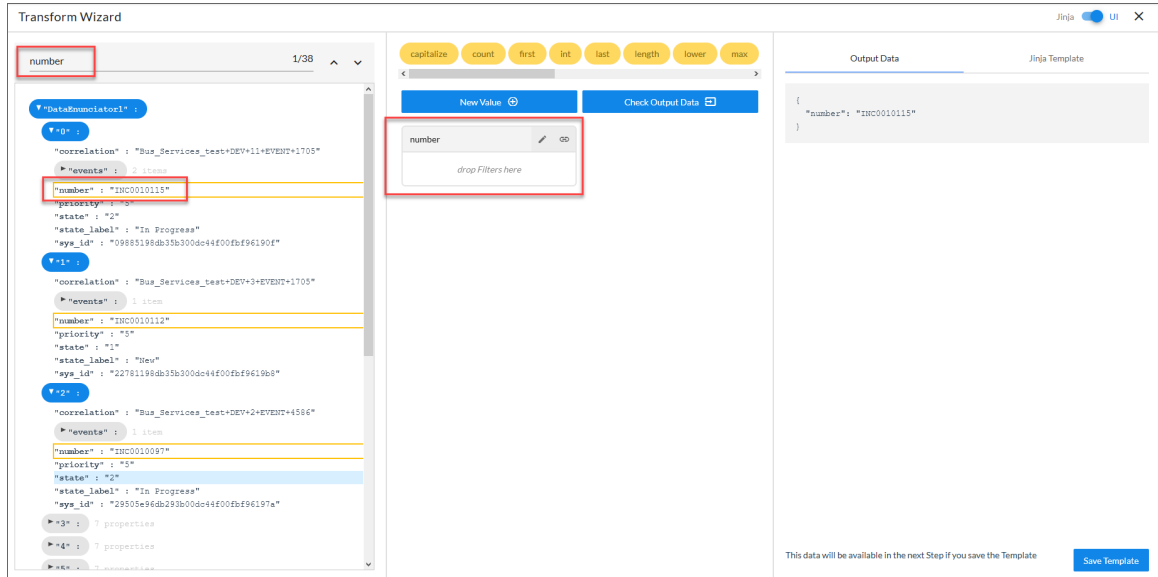 Transform Wizard
Jinja UI
number 1/38
"DataEnunciator1" :
"0" :
"correlation" : "Bus_Services_test+DEV+11+EVENT+1705"
"events" : 2 items
"number" : "INC0010115"
"priority" : "5"
"state" : "2"
"state_label" : "In Progress"
"sys_id" : "09885198db35b300dc44f00fbf96190f"
"1" :
"correlation" : "Bus_Services_test+DEV+3+EVENT+1705"
"events" : 1 item
"number" : "INC0010112"
"priority" : "5"
"state" : "1"
"state_label" : "New"
"sys_id" : "22781198db35b300dc44f00fbf9619b8"
"2" :
"correlation" : "Bus_Services_test+DEV+2+EVENT+4586"
"events" : 1 item
"number" : "INC0010097"
"priority" : "5"
"state" : "2"
"state_label" : "In Progress"
"sys_id" : "29505e96db293b00dc44f00fbf96197a"
"3" : 7 properties
"4" : 7 properties
"5" : 7 properties
capitalize count first int last length lower max
New Value Check Output Data
number
drop Filters here
Output Data Jinja Template
{
"number": "INC0010115"
}
This data will be available in the next Step if you save the Template
Save Template